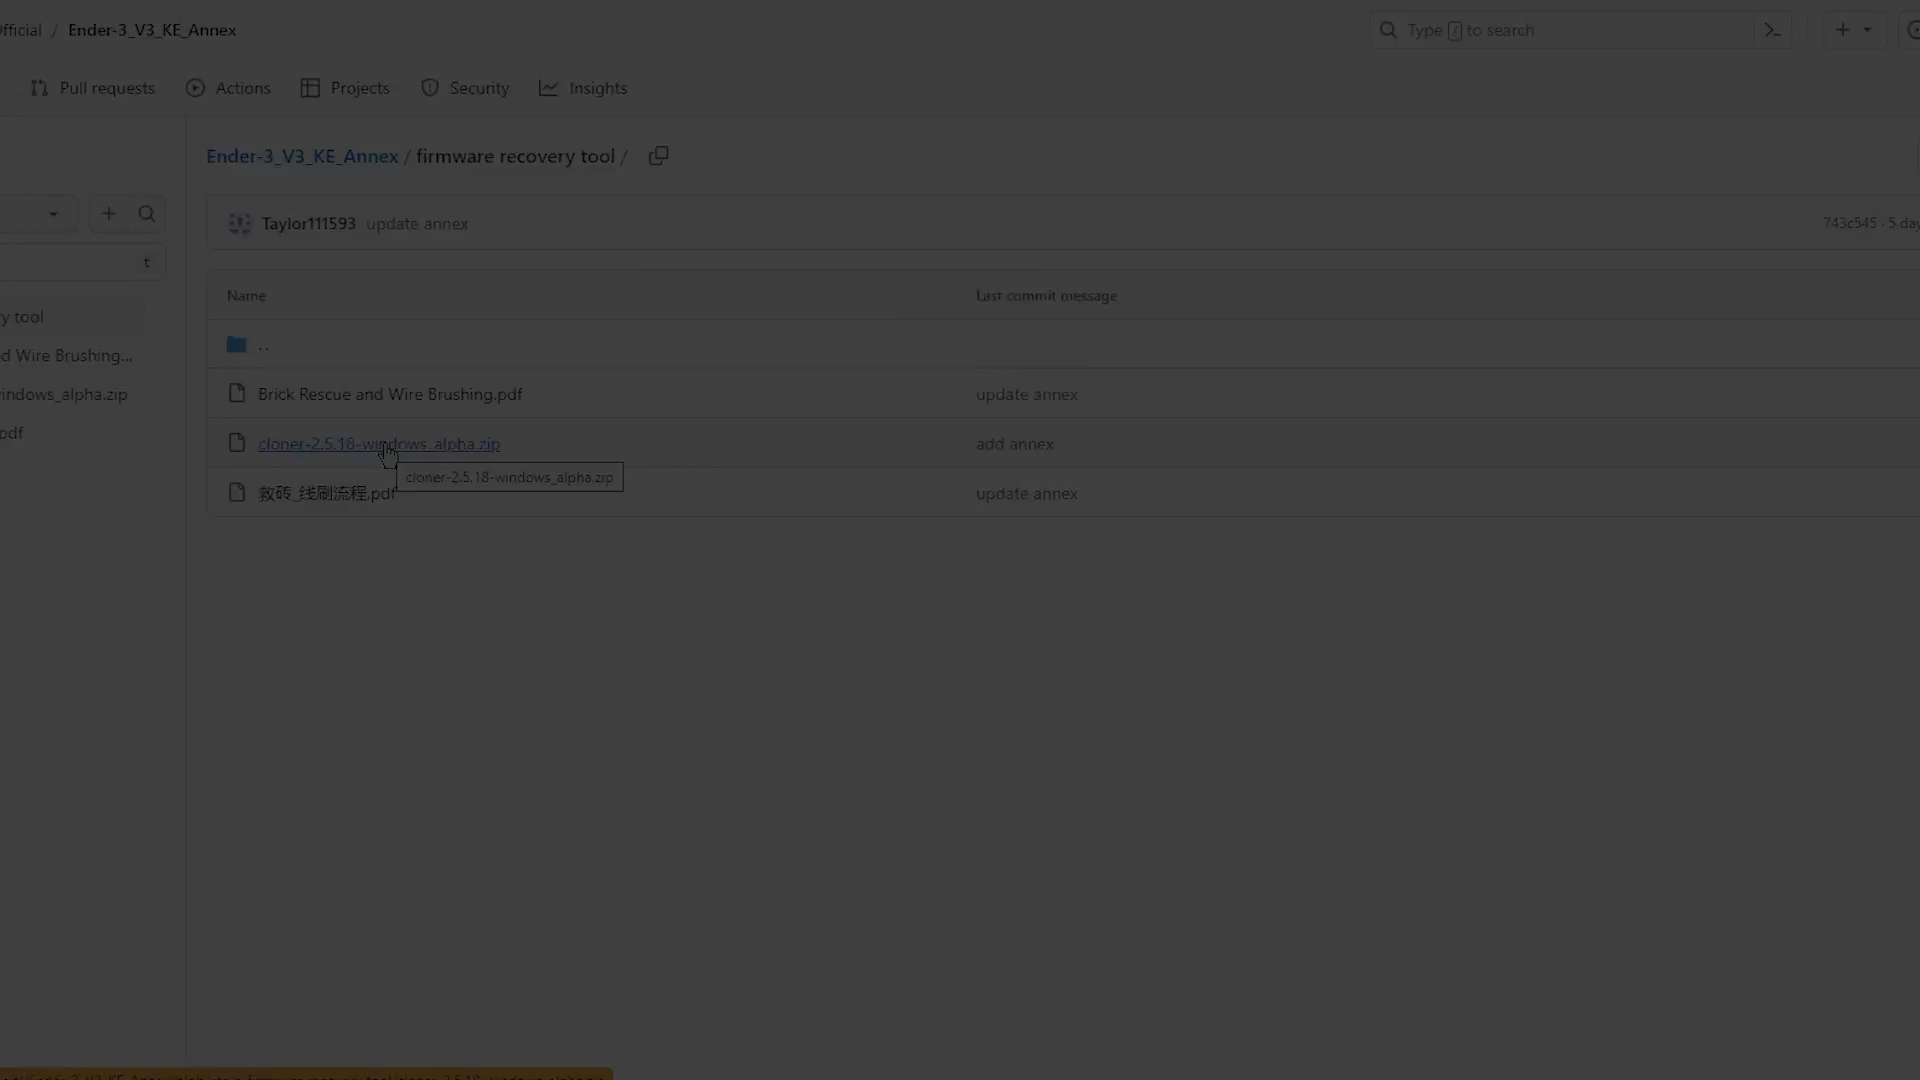 fficial / Ender-3_V3_KE_Annex
Type / to search
Pull requests
Actions
Projects
Security
Insights
Ender-3_V3_KE_Annex / firmware recovery tool /
Taylor111593 update annex
743c545 · 5 day
t
y tool
d Wire Brushing...
indows_alpha.zip
pdf
Name Last commit message
..
Brick Rescue and Wire Brushing.pdf update annex
cloner-2.5.18-windows_alpha.zip add annex
cloner-2.5.18-windows_alpha.zip
救砖_线刷流程.pdf update annex